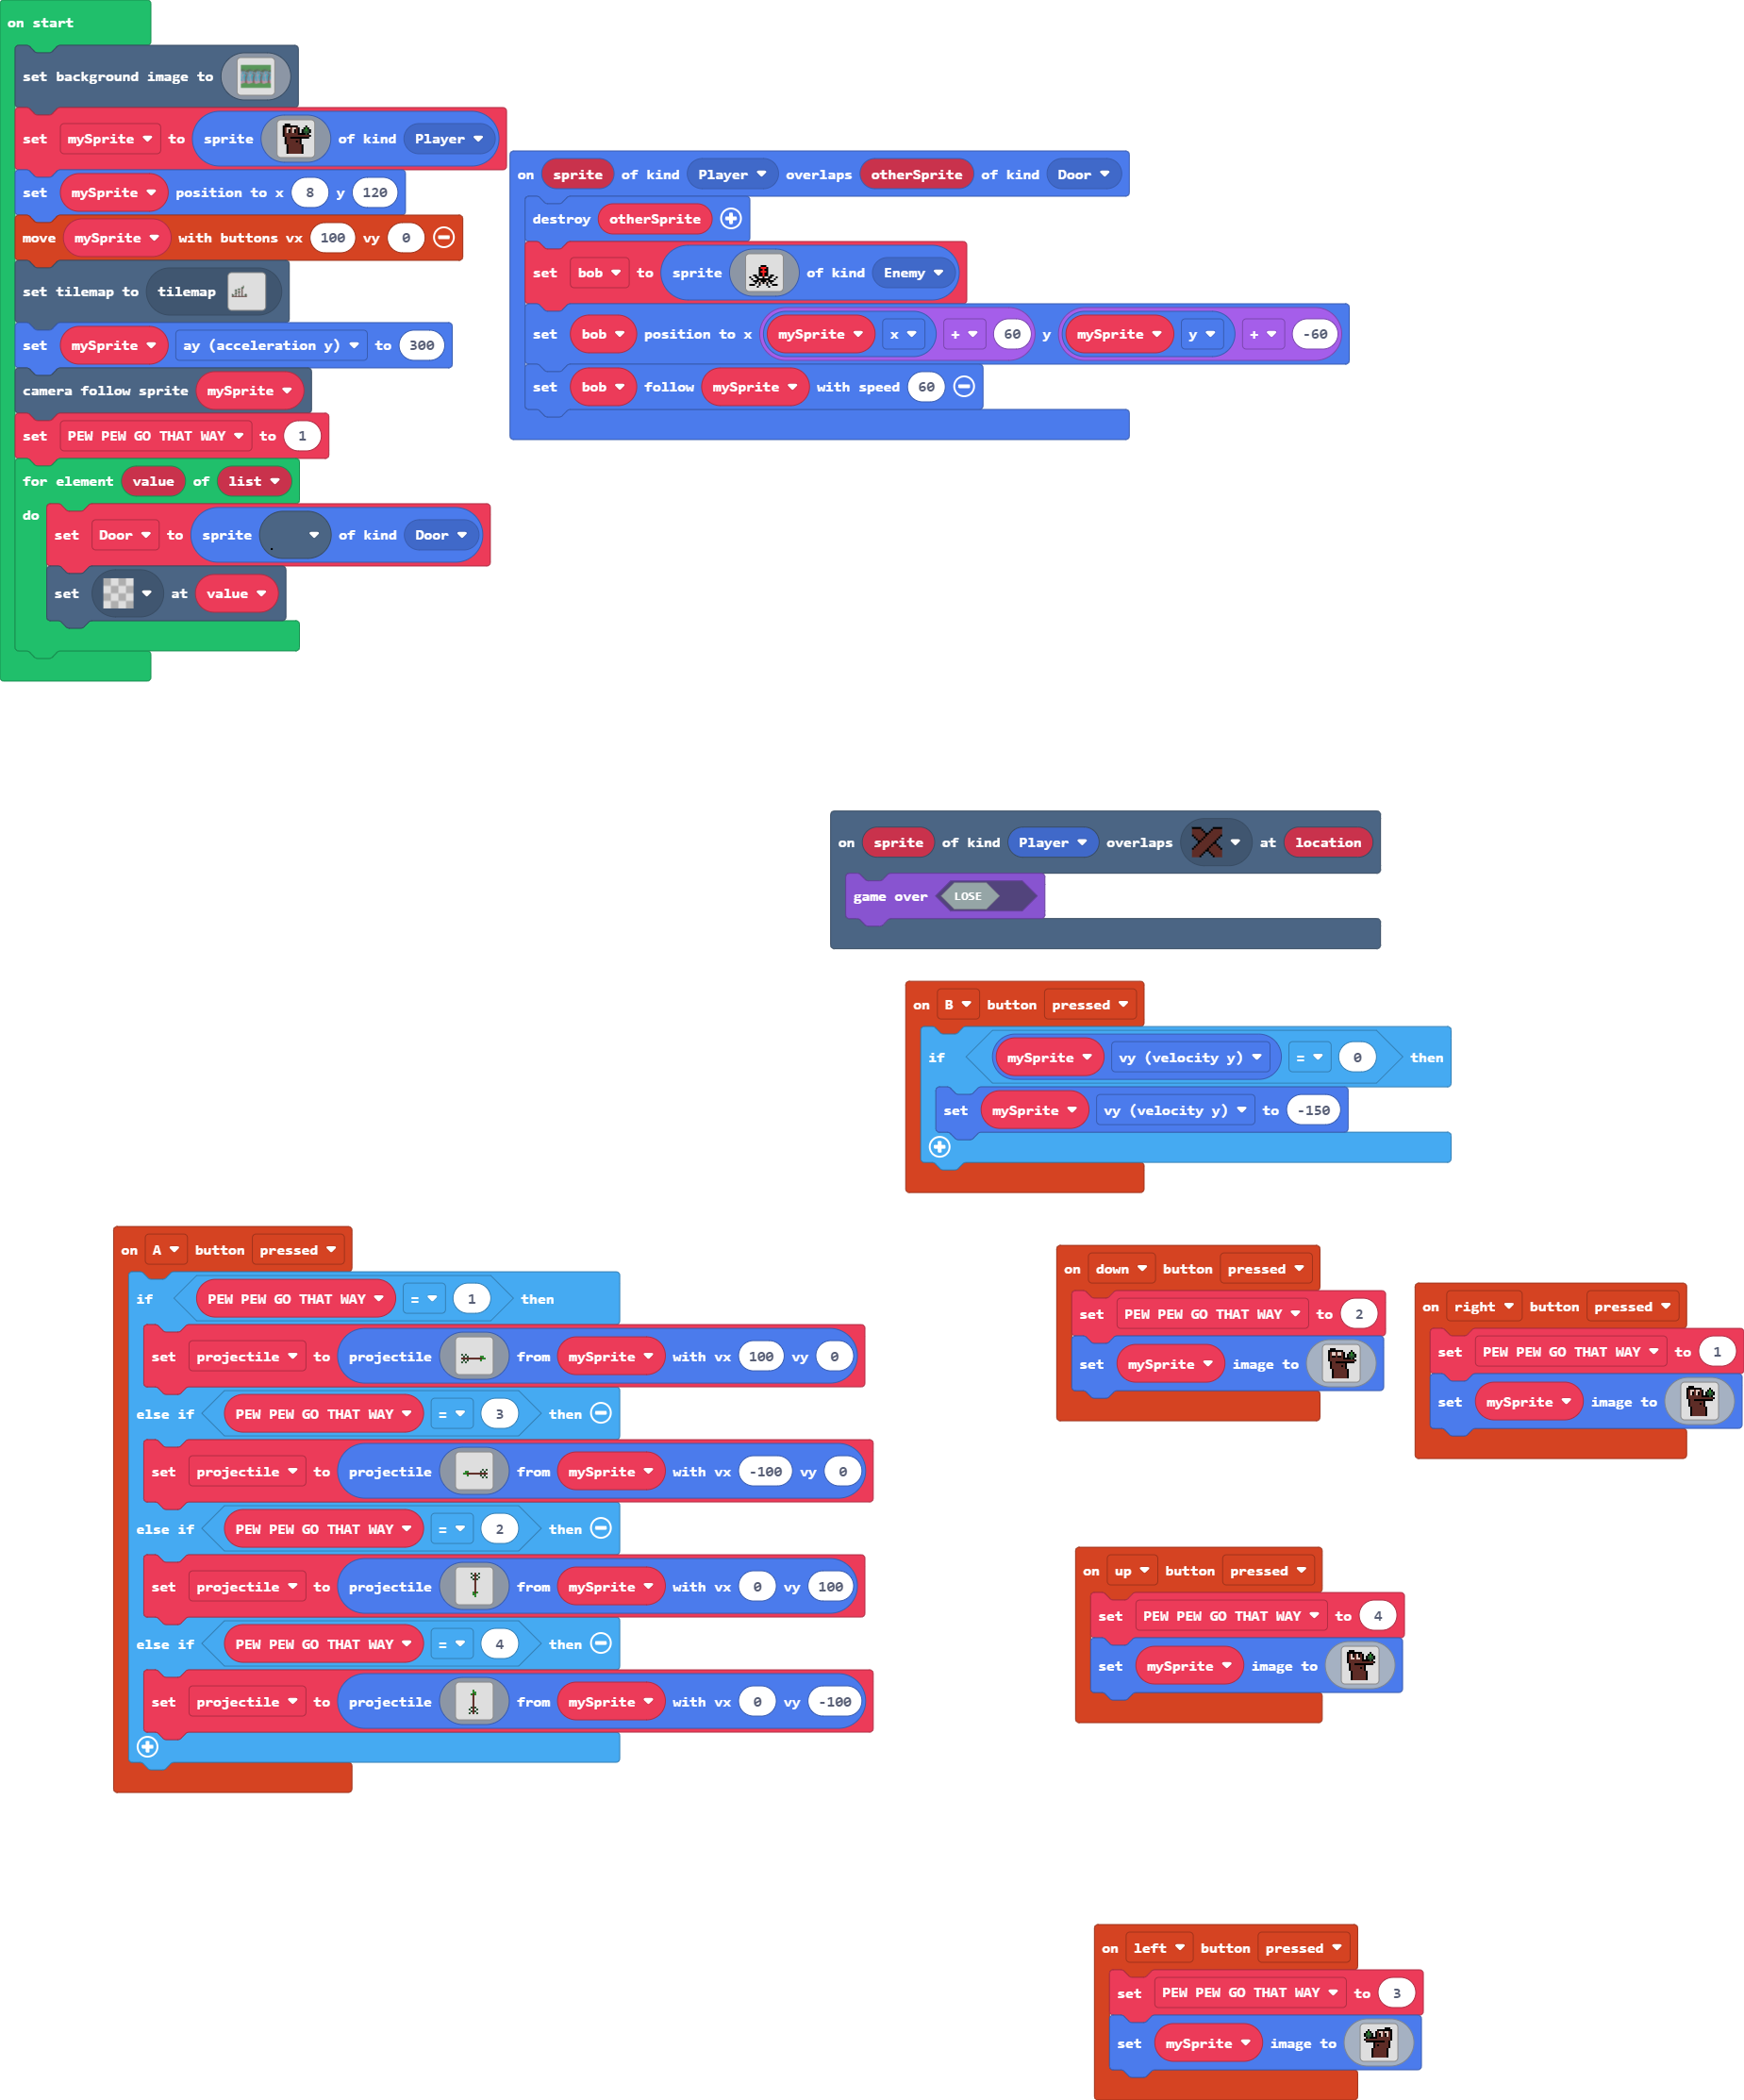 on start
set background image to
set mySprite to sprite of kind Player
set mySprite position to x 8 y 120
move mySprite with buttons vx 100 vy 0
set tilemap to tilemap
set mySprite ay (acceleration y) to 300
camera follow sprite mySprite
set PEW PEW GO THAT WAY to 1
for element value of list
do
set Door to sprite of kind Door
set at value
on sprite of kind Player overlaps otherSprite of kind Door
destroy otherSprite
set bob to sprite of kind Enemy
set bob position to x mySprite x + 60 y mySprite y + -60
set bob follow mySprite with speed 60
on sprite of kind Player overlaps at location
game over LOSE
on B button pressed
if mySprite vy (velocity y) = 0 then
set mySprite vy (velocity y) to -150
on A button pressed
if PEW PEW GO THAT WAY = 1 then
set projectile to projectile from mySprite with vx 100 vy 0
else if PEW PEW GO THAT WAY = 3 then
set projectile to projectile from mySprite with vx -100 vy 0
else if PEW PEW GO THAT WAY = 2 then
set projectile to projectile from mySprite with vx 0 vy 100
else if PEW PEW GO THAT WAY = 4 then
set projectile to projectile from mySprite with vx 0 vy -100
on down button pressed
set PEW PEW GO THAT WAY to 2
set mySprite image to
on right button pressed
set PEW PEW GO THAT WAY to 1
set mySprite image to
on up button pressed
set PEW PEW GO THAT WAY to 4
set mySprite image to
on left button pressed
set PEW PEW GO THAT WAY to 3
set mySprite image to